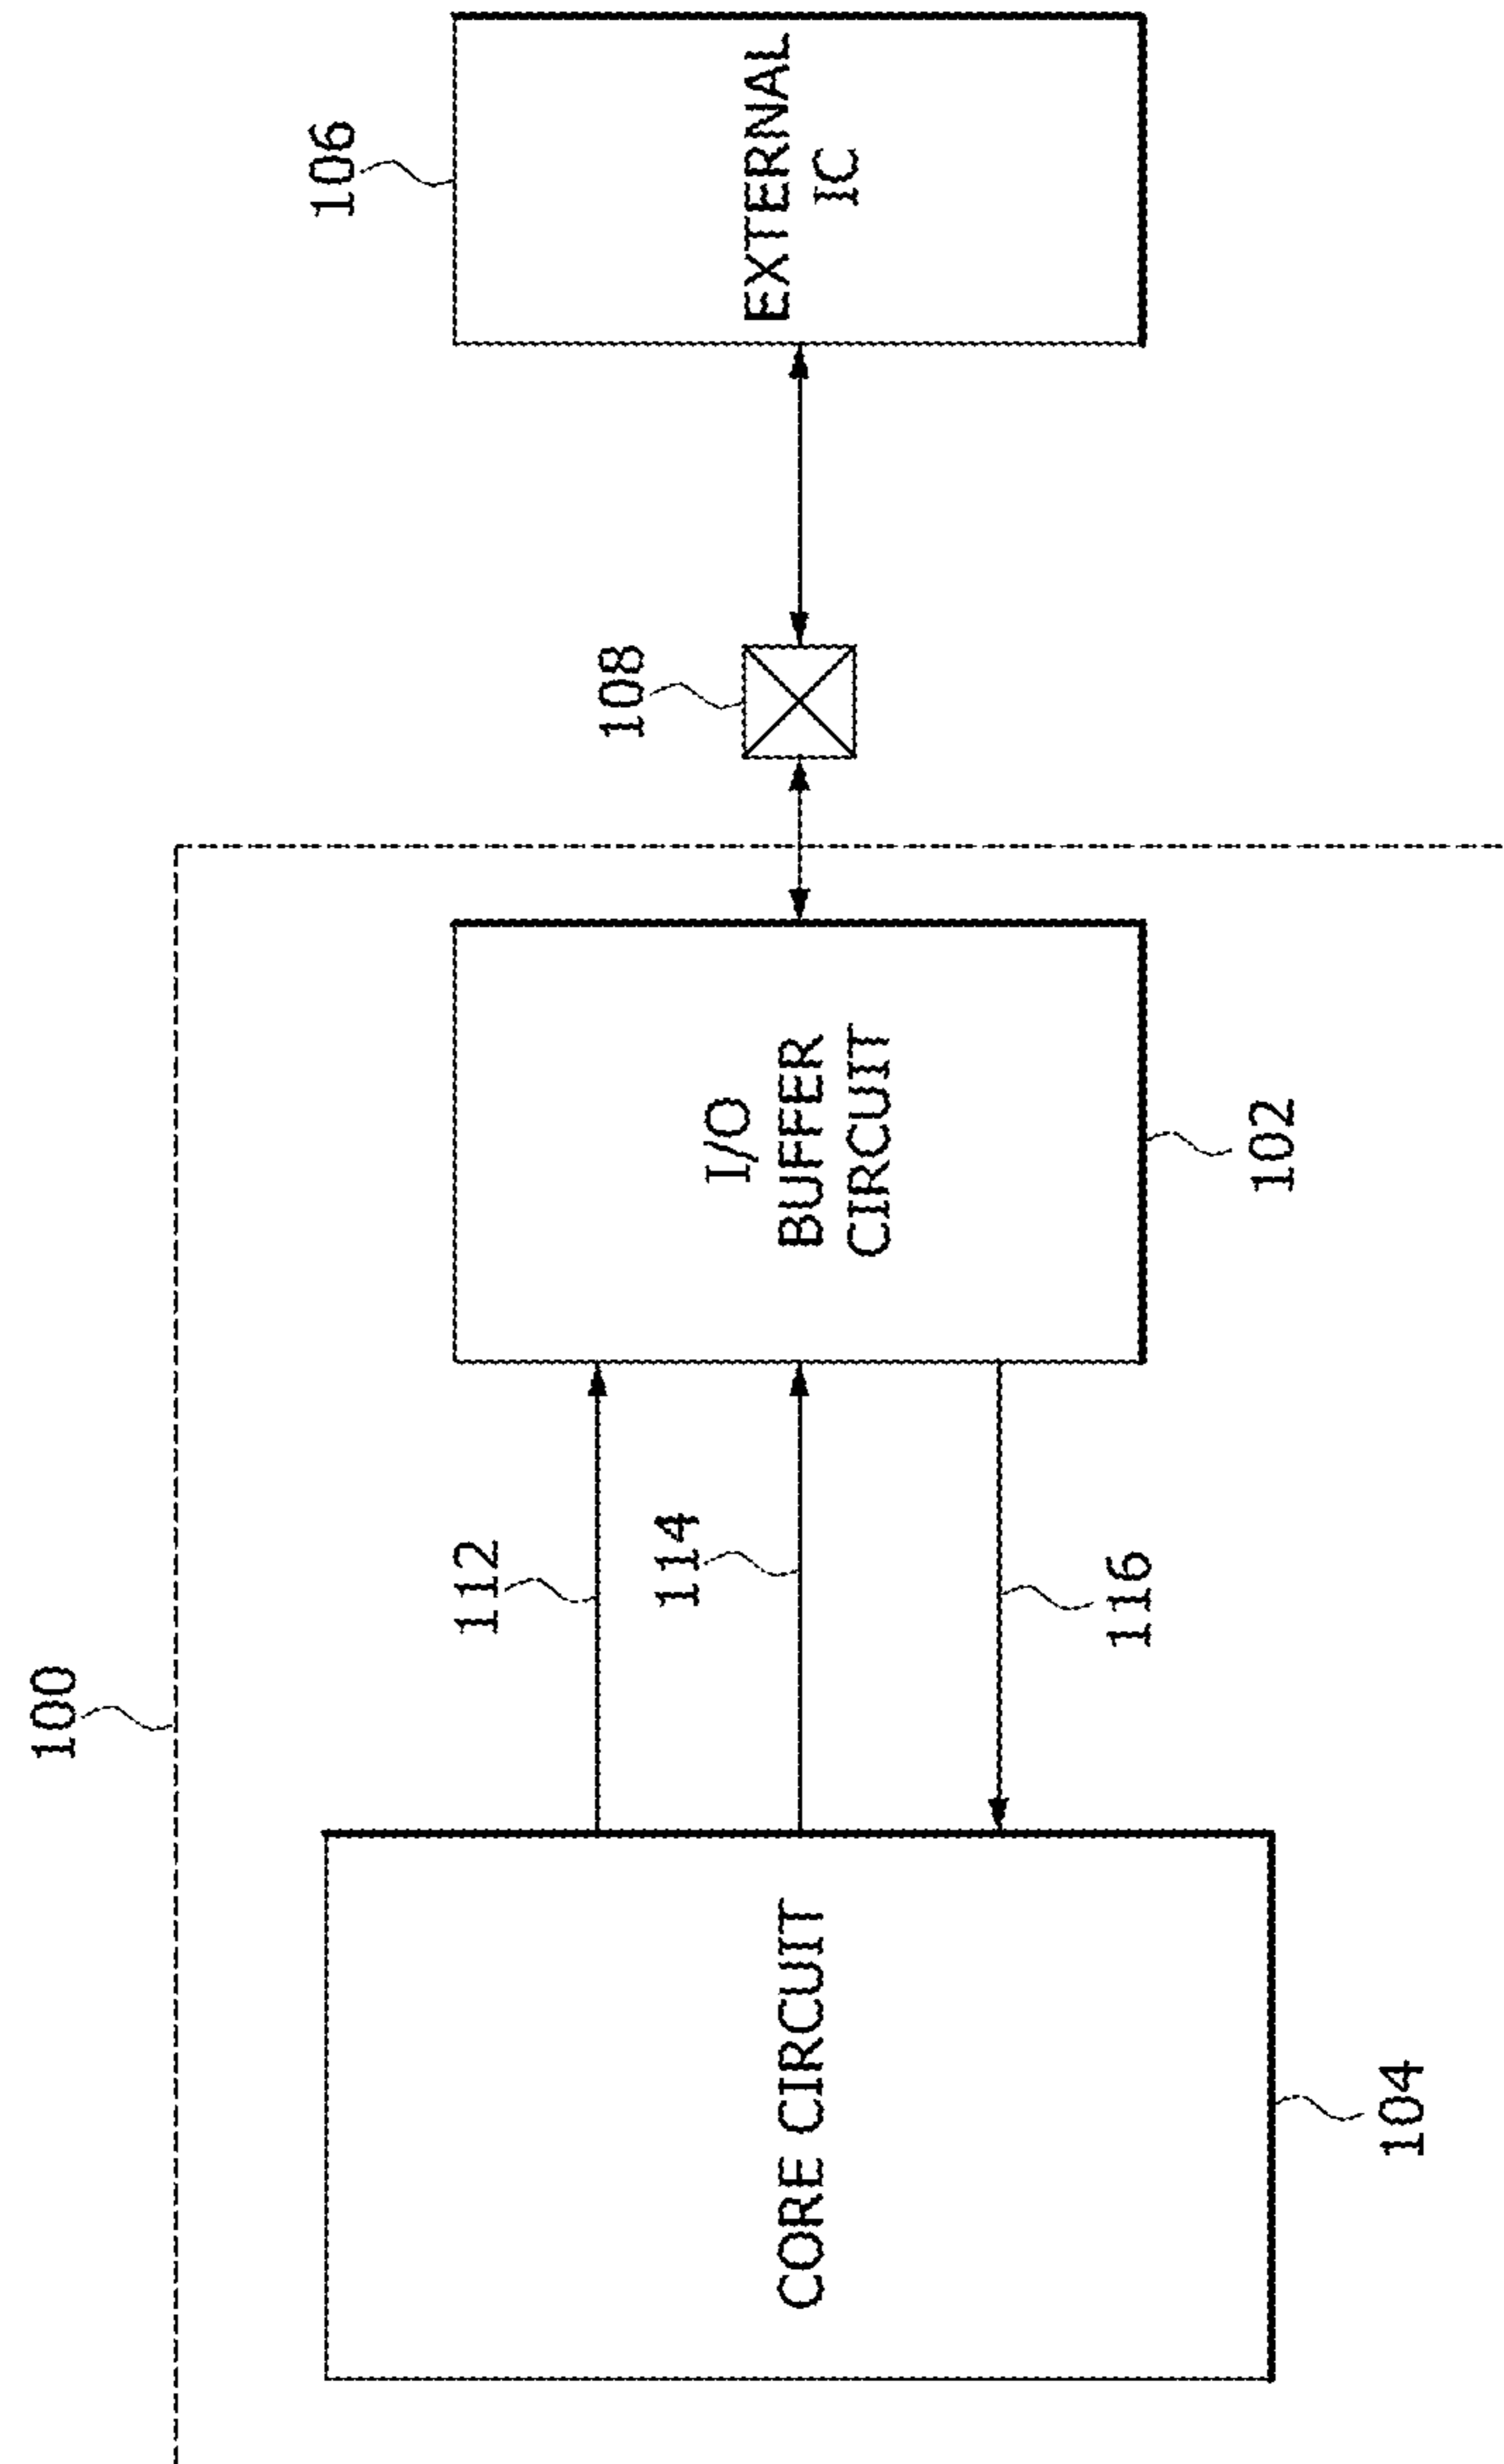 100
112
114
116
108
106
CORE CIRCUIT
I/O
BUFFER
CIRCUIT
EXTERNAL
IC
104
102